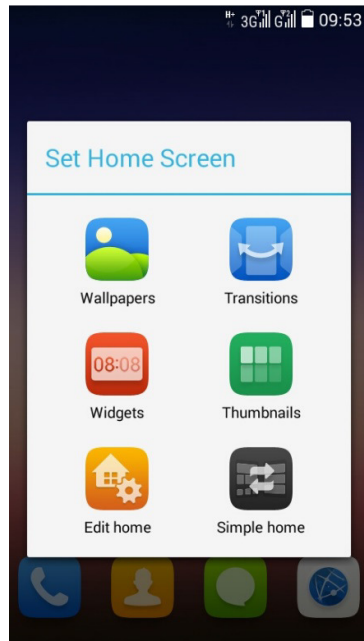 H+ 3G G 09:53
Set Home Screen
Wallpapers
Transitions
08:08
Widgets
Thumbnails
Edit home
Simple home